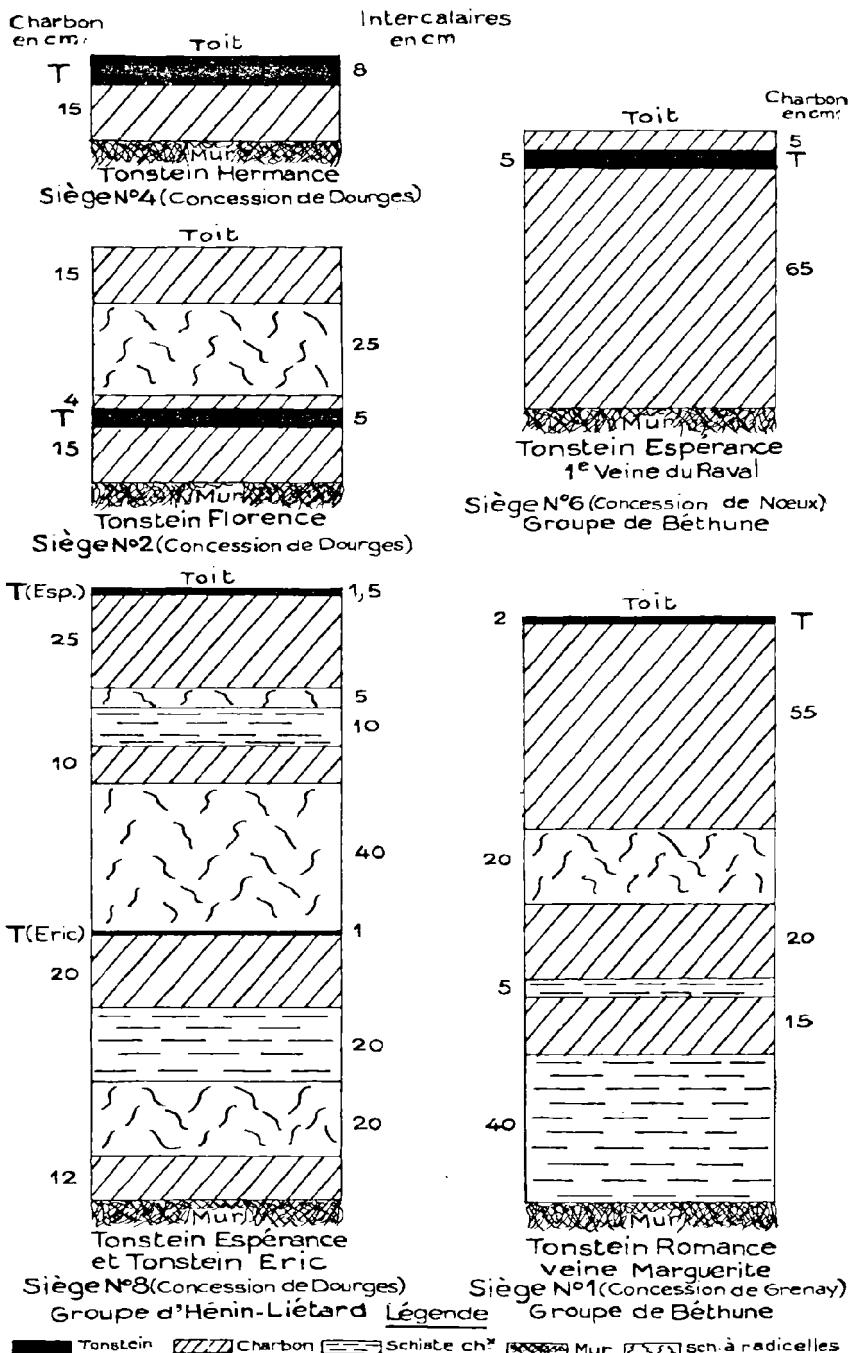 Charbon
en cm:
Intercalaires
en cm
Toit
T
8
15
Mur
Tonstein Hermance
Siège N°4 (Concession de Dourges)
Toit
15
25
4
T
5
15
Mur
Tonstein Florence
Siège N°2 (Concession de Dourges)
Toit
T (Esp.)
1,5
25
5
10
10
40
T (Eric)
1
20
20
20
12
Mur
Tonstein Espérance
et Tonstein Eric
Siège N°8 (Concession de Dourges)
Groupe d'Hénin-Liétard
Charbon
en cm:
Toit
5
5
T
65
Mur
Tonstein Espérance
1e Veine du Raval
Siège N°6 (Concession de Nœux)
Groupe de Béthune
Toit
2
T
55
20
20
5
15
40
Mur
Tonstein Romance
veine Marguerite
Siège N°1 (Concession de Grenay)
Groupe de Béthune
Légende
Tonstein
Charbon
Schiste chx
Mur
sch. à radicelles